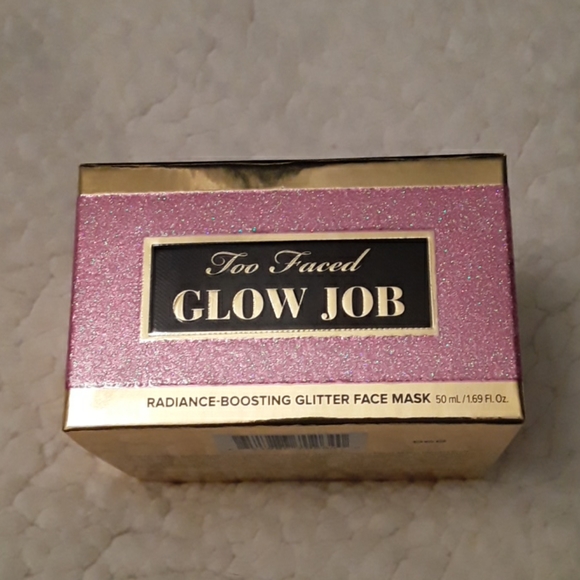 Too Faced
GLOW JOB
RADIANCE-BOOSTING GLITTER FACE MASK 50 mL / 1.69 Fl. Oz.